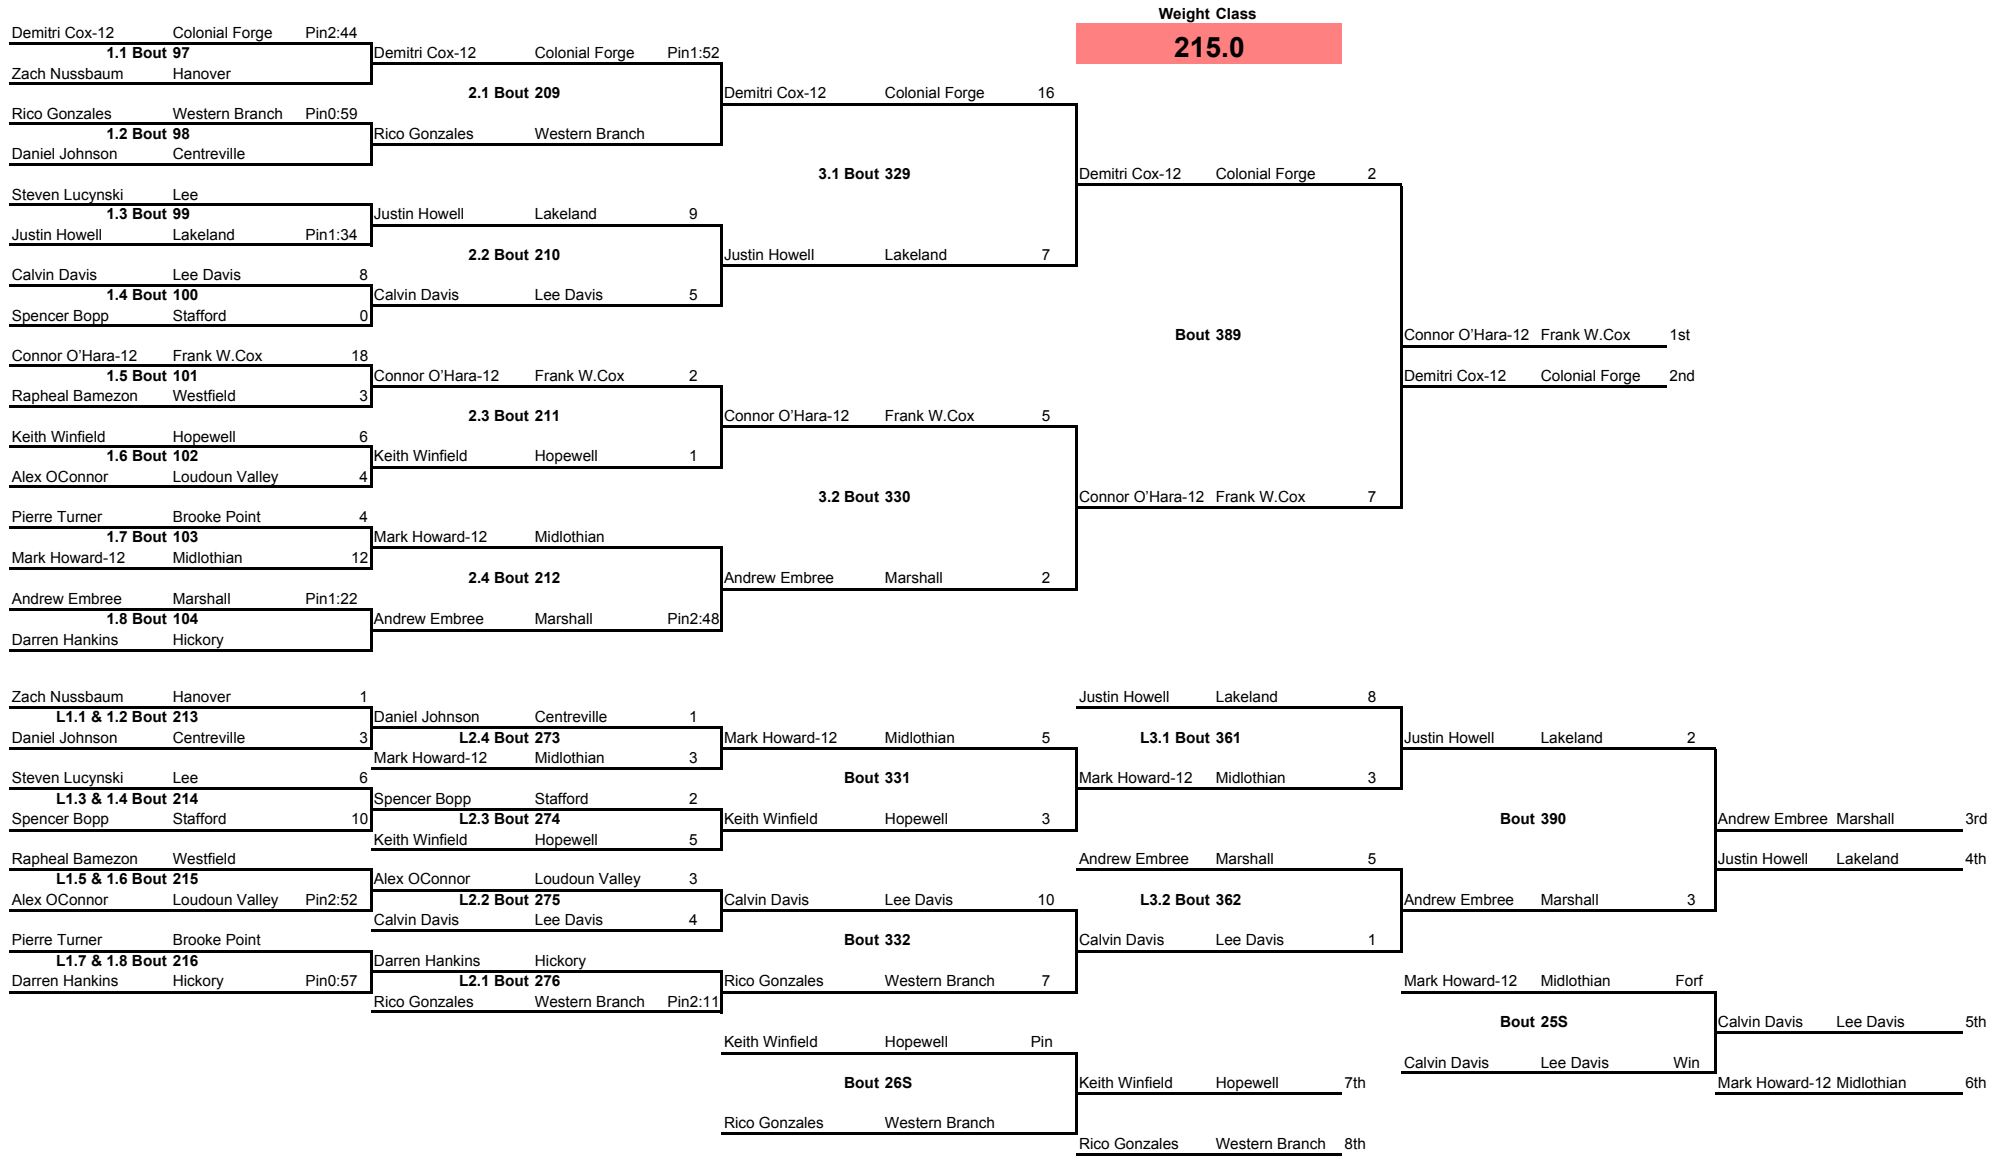 Weight Class
Demitri Cox-12 Colonial Forge Pin2:44
215.0
1.1 Bout 97 Demitri Cox-12 Colonial Forge Pin1:52
Zach Nussbaum Hanover
2.1 Bout 209 Demitri Cox-12 Colonial Forge 16
Rico Gonzales Western Branch Pin0:59
1.2 Bout 98 Rico Gonzales Western Branch
Daniel Johnson Centreville
3.1 Bout 329 Demitri Cox-12 Colonial Forge 2
Steven Lucynski Lee
1.3 Bout 99 Justin Howell Lakeland 9
Justin Howell Lakeland Pin1:34
2.2 Bout 210 Justin Howell Lakeland 7
Calvin Davis Lee Davis 8
1.4 Bout 100 Calvin Davis Lee Davis 5
Spencer Bopp Stafford 0
Bout 389 Connor O'Hara-12 Frank W.Cox 1st
Connor O'Hara-12 Frank W.Cox 18
1.5 Bout 101 Connor O'Hara-12 Frank W.Cox 2 Demitri Cox-12 Colonial Forge 2nd
Rapheal Bamezon Westfield 3
2.3 Bout 211 Connor O'Hara-12 Frank W.Cox 5
Keith Winfield Hopewell 6
1.6 Bout 102 Keith Winfield Hopewell 1
Alex OConnor Loudoun Valley 4
3.2 Bout 330 Connor O'Hara-12 Frank W.Cox 7
Pierre Turner Brooke Point 4
1.7 Bout 103 Mark Howard-12 Midlothian
Mark Howard-12 Midlothian 12
2.4 Bout 212 Andrew Embree Marshall 2
Andrew Embree Marshall Pin1:22
1.8 Bout 104 Andrew Embree Marshall Pin2:48
Darren Hankins Hickory
Zach Nussbaum Hanover 1 Justin Howell Lakeland 8
L1.1 & 1.2 Bout 213 Daniel Johnson Centreville 1
Daniel Johnson Centreville 3 L2.4 Bout 273 Mark Howard-12 Midlothian 5 L3.1 Bout 361 Justin Howell Lakeland 2
Mark Howard-12 Midlothian 3
Steven Lucynski Lee 6 Bout 331 Mark Howard-12 Midlothian 3
L1.3 & 1.4 Bout 214 Spencer Bopp Stafford 2
Spencer Bopp Stafford 10 L2.3 Bout 274 Keith Winfield Hopewell 3 Bout 390 Andrew Embree Marshall 3rd
Keith Winfield Hopewell 5
Rapheal Bamezon Westfield Andrew Embree Marshall 5 Justin Howell Lakeland 4th
L1.5 & 1.6 Bout 215 Alex OConnor Loudoun Valley 3
Alex OConnor Loudoun Valley Pin2:52 L2.2 Bout 275 Calvin Davis Lee Davis 10 L3.2 Bout 362 Andrew Embree Marshall 3
Calvin Davis Lee Davis 4
Pierre Turner Brooke Point Bout 332 Calvin Davis Lee Davis 1
L1.7 & 1.8 Bout 216 Darren Hankins Hickory
Darren Hankins Hickory Pin0:57 L2.1 Bout 276 Rico Gonzales Western Branch 7 Mark Howard-12 Midlothian Forf
Rico Gonzales Western Branch Pin2:11
Bout 25S Calvin Davis Lee Davis 5th
Keith Winfield Hopewell Pin
Calvin Davis Lee Davis Win
Bout 26S Keith Winfield Hopewell 7th Mark Howard-12 Midlothian 6th
Rico Gonzales Western Branch
Rico Gonzales Western Branch 8th